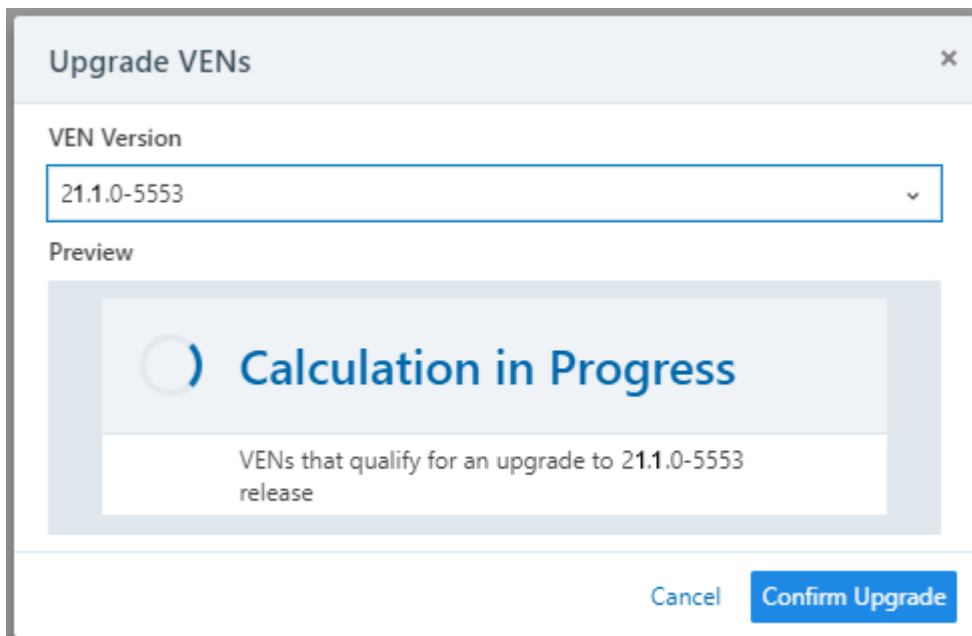 Upgrade VENs
VEN Version
21.1.0-5553
Preview
Calculation in Progress
VENs that qualify for an upgrade to 21.1.0-5553
release
Cancel
Confirm Upgrade